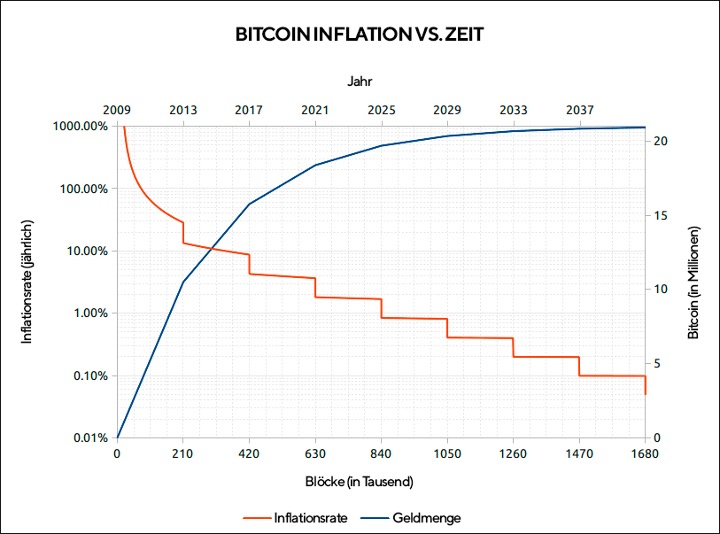 BITCOIN INFLATION VS. ZEIT
Jahr
2009 2013 2017 2021 2025 2029 2033 2037
1000.00%
100.00%
10.00%
1.00%
0.10%
0.01%
Inflationsrate (jährlich)
20
15
10
5
0
Bitcoin (in Millionen)
0 210 420 630 840 1050 1260 1470 1680
Blöcke (in Tausend)
Inflationsrate Geldmenge